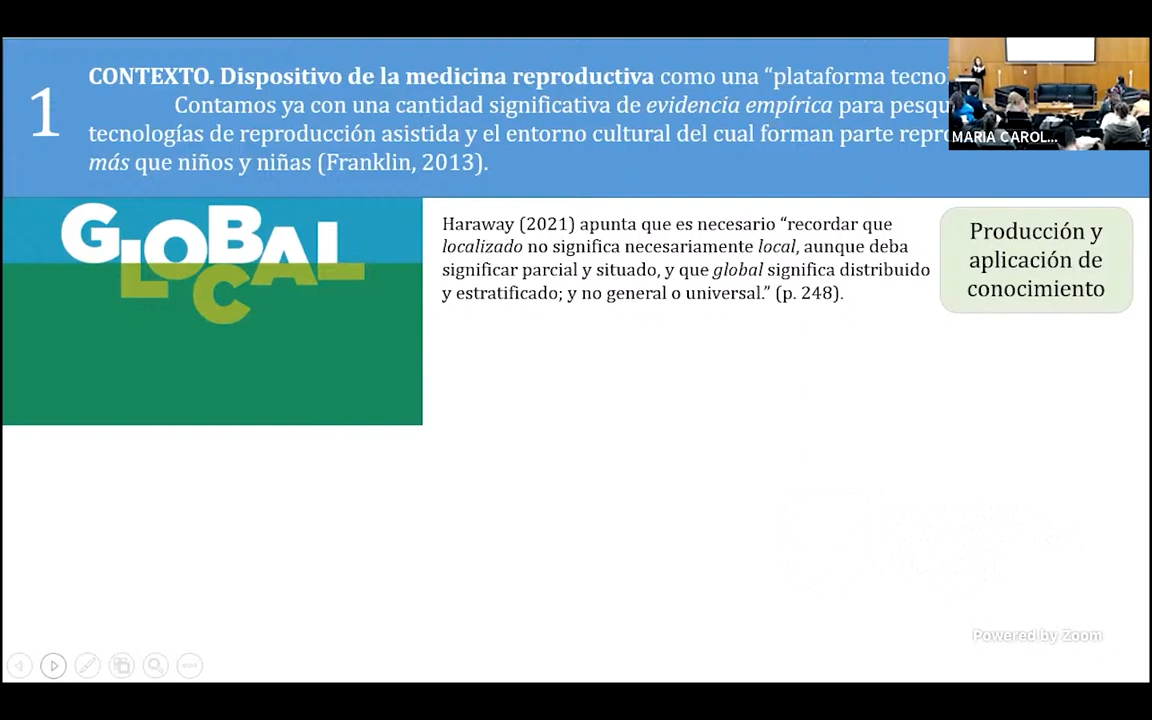 1
CONTEXTO. Dispositivo de la medicina reproductiva como una “plataforma tecno
Contamos ya con una cantidad significativa de evidencia empírica para pesqu
tecnologías de reproducción asistida y el entorno cultural del cual forman parte repro
más que niños y niñas (Franklin, 2013).
MARIA CAROL...
GLOBAL
LOCAL
Haraway (2021) apunta que es necesario “recordar que
localizado no significa necesariamente local, aunque deba
significar parcial y situado, y que global significa distribuido
y estratificado; y no general o universal.” (p. 248).
Producción y
aplicación de
conocimiento
Powered by Zoom